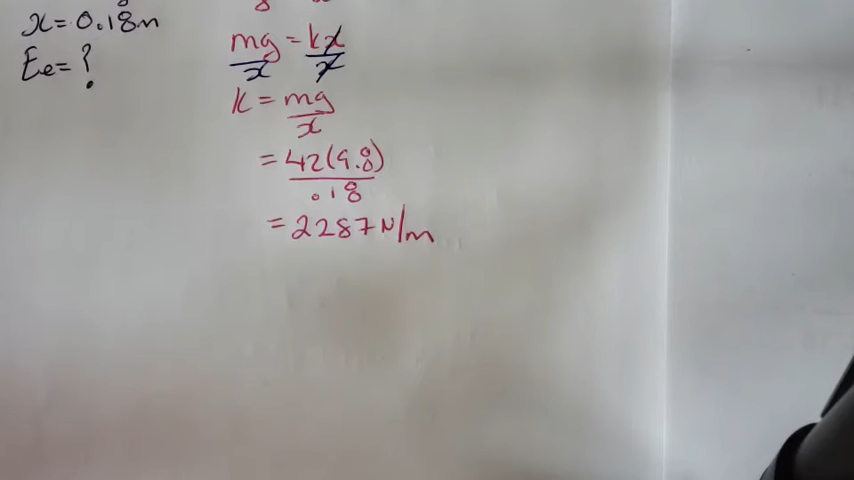 x = 0.18m
Ee = ?
mg = kx
x x
k = mg
x
= 42(9.8)
.18
= 2287 N/m